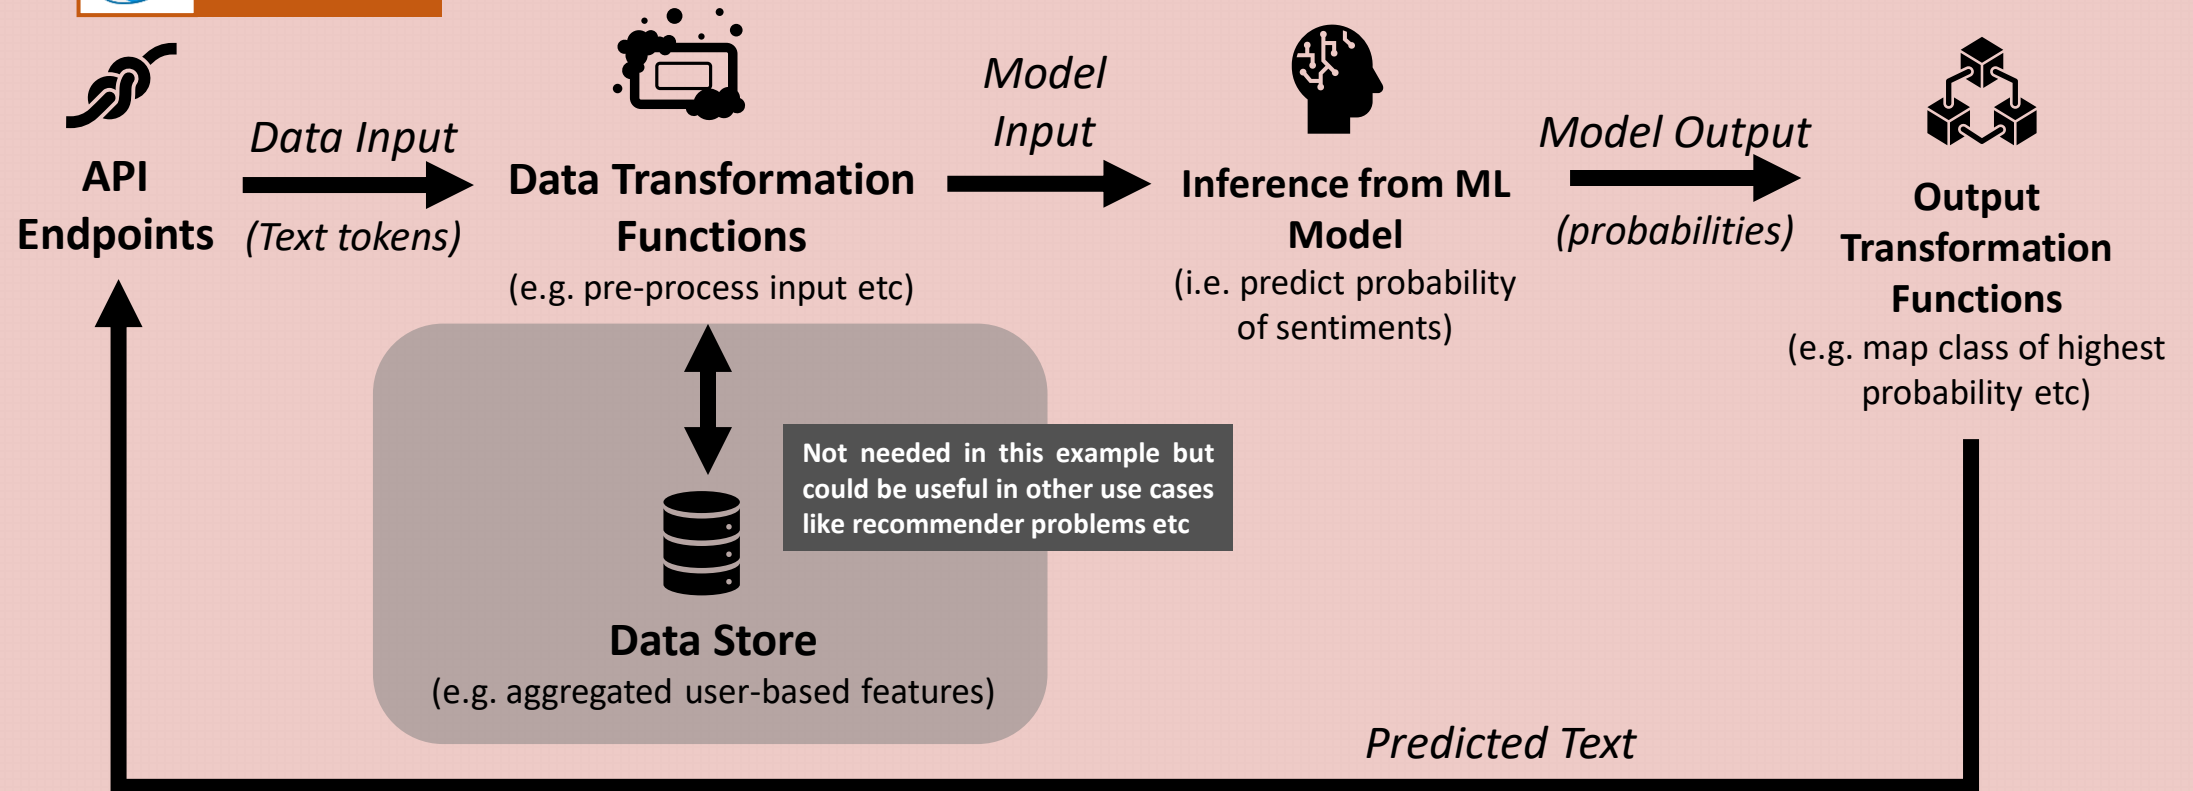 API
Endpoints
Data Input
(Text tokens)
Data Transformation
Functions
(e.g. pre-process input etc)
Model
Input
Inference from ML
Model
(i.e. predict probability
of sentiments)
Model Output
(probabilities)
Output
Transformation
Functions
(e.g. map class of highest
probability etc)
Not needed in this example but
could be useful in other use cases
like recommender problems etc
Data Store
(e.g. aggregated user-based features)
Predicted Text